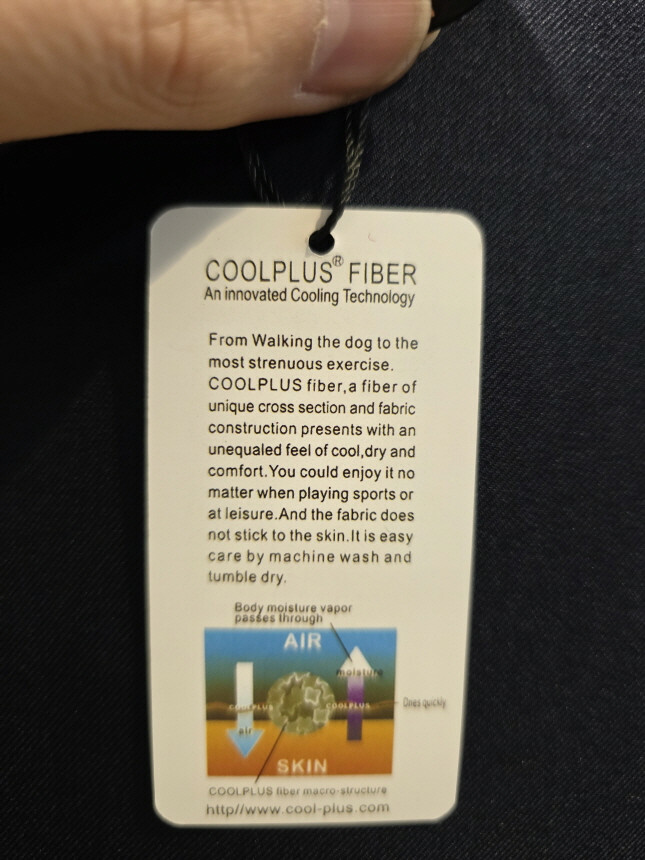 COOLPLUS® FIBER
An innovated Cooling Technology
From Walking the dog to the
most strenuous exercise.
COOLPLUS fiber,a fiber of
unique cross section and fabric
construction presents with an
unequaled feel of cool,dry and
comfort.You could enjoy it no
matter when playing sports or
at leisure.And the fabric does
not stick to the skin.It is easy
care by machine wash and
tumble dry.
Body moisture vapor
passes through
AIR
moisture
COOLPLUS COOLPLUS
Dries quickly
air
SKIN
COOLPLUS fiber macro-structure
http//www.cool-plus.com